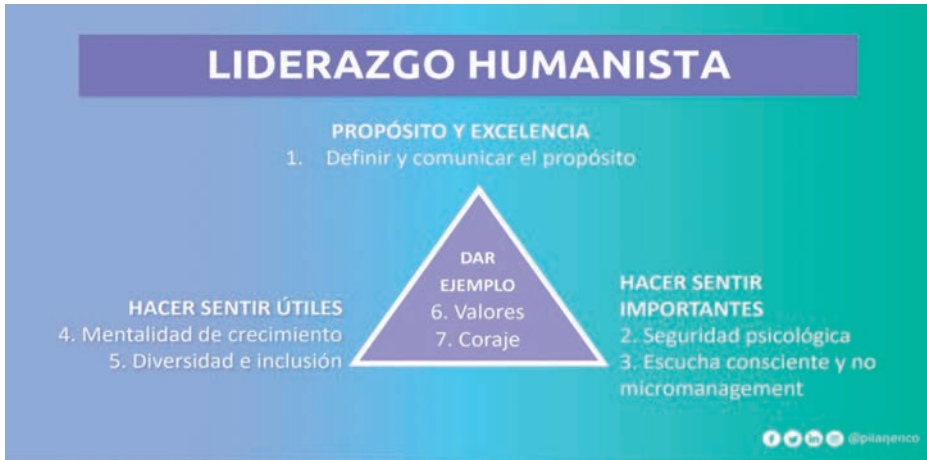 LIDERAZGO HUMANISTA
PROPÓSITO Y EXCELENCIA
1. Definir y comunicar el propósito
DAR
EJEMPLO
6. Valores
7. Coraje
HACER SENTIR ÚTILES
4. Mentalidad de crecimiento
5. Diversidad e inclusión
HACER SENTIR
IMPORTANTES
2. Seguridad psicológica
3. Escucha consciente y no
micromanagement